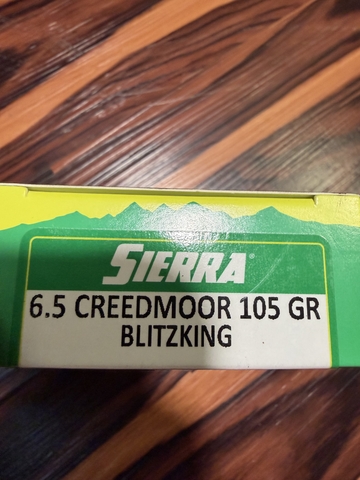 SIERRA®
6.5 CREEDMOOR 105 GR
BLITZKING